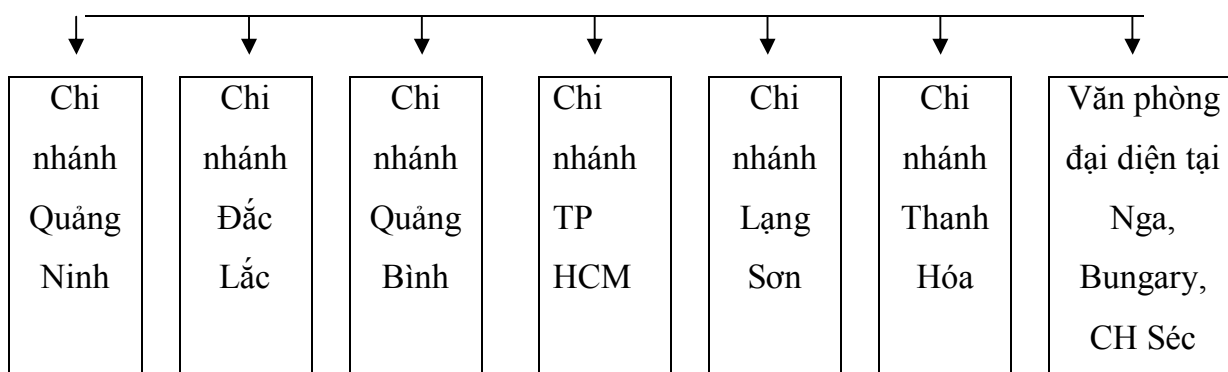 Chi
nhánh
Quảng
Ninh
Chi
nhánh
Đắc
Lắc
Chi
nhánh
Quảng
Bình
Chi
nhánh
TP
HCM
Chi
nhánh
Lạng
Sơn
Chi
nhánh
Thanh
Hóa
Văn phòng
đại diện tại
Nga,
Bungary,
CH Séc